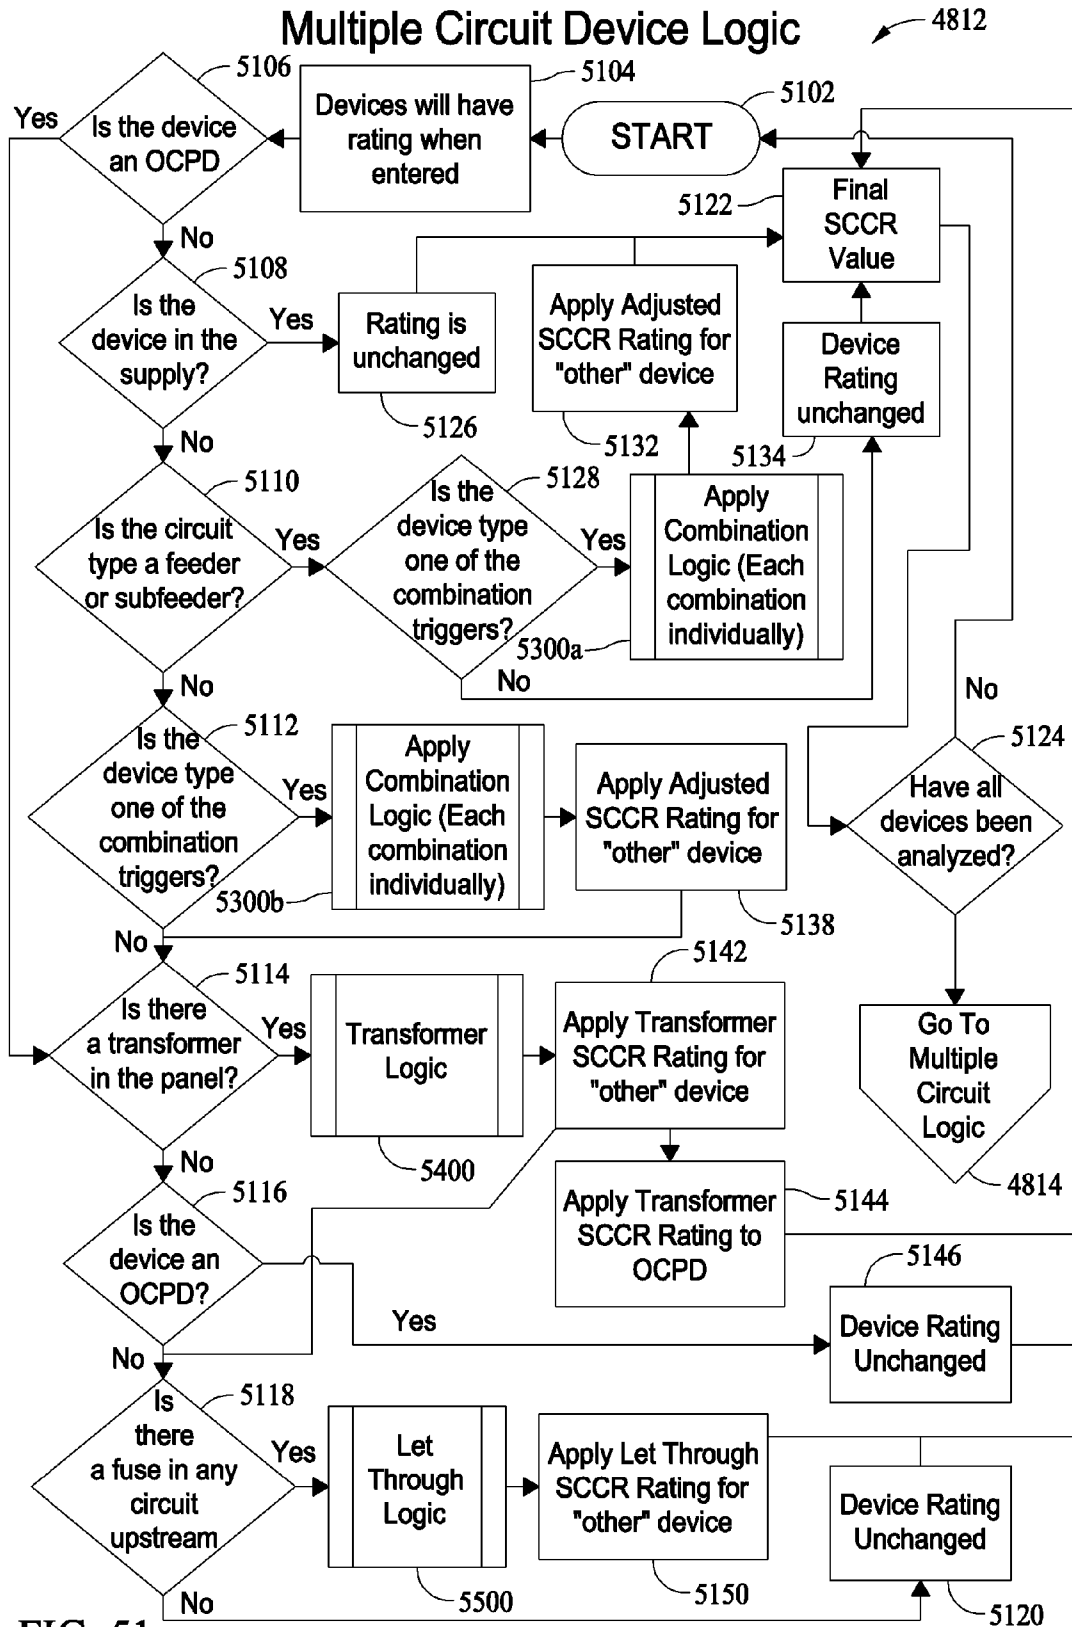 Multiple Circuit Device Logic
4812
5106
5104
5102
Yes
Is the device
an OCPD
Devices will have
rating when
entered
START
5122
Final
SCCR
Value
No
5108
Is the
device in the
supply?
Yes
Rating is
unchanged
5126
Apply Adjusted
SCCR Rating for
"other" device
5132
Device
Rating
unchanged
5134
No
5110
Is the circuit
type a feeder
or subfeeder?
Yes
5128
Is the
device type
one of the
combination
triggers?
Yes
Apply
Combination
Logic (Each
combination
individually)
5300a
No
No
No
5112
Is the
device type
one of the
combination
triggers?
Yes
Apply
Combination
Logic (Each
combination
individually)
5300b
Apply Adjusted
SCCR Rating for
"other" device
5138
5124
Have all
devices been
analyzed?
No
5114
Is there
a transformer
in the panel?
Yes
Transformer
Logic
5400
5142
Apply Transformer
SCCR Rating for
"other" device
Go To
Multiple
Circuit
Logic
4814
No
5116
Is the
device an
OCPD?
Yes
Apply Transformer
SCCR Rating to
OCPD
5144
5146
Device Rating
Unchanged
No
5118
Is
there
a fuse in any
circuit
upstream
Yes
Let
Through
Logic
5500
Apply Let Through
SCCR Rating for
"other" device
5150
Device Rating
Unchanged
5120
No
FIG. 51